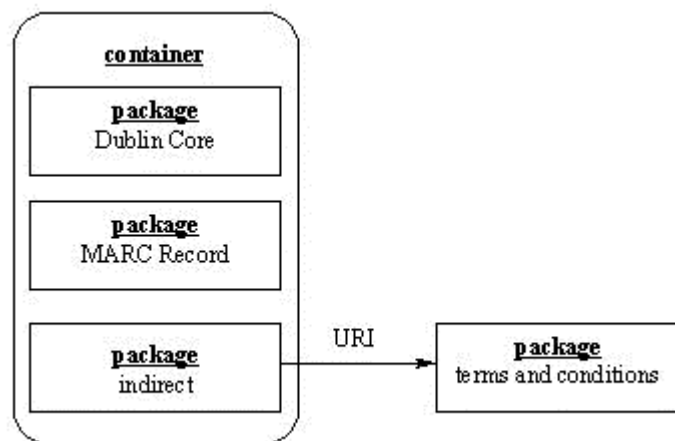 container
package
Dublin Core
package
MARC Record
package
indirect
URI
package
terms and conditions